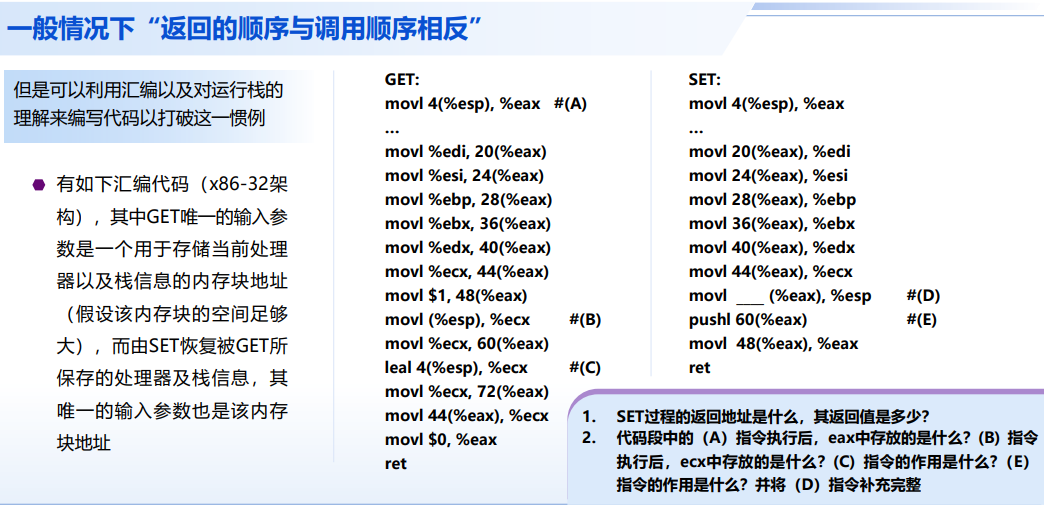 一般情况下“返回的顺序与调用顺序相反”
但是可以利用汇编以及对运行栈的
理解来编写代码以打破这一惯例
有如下汇编代码（x86-32架
构），其中GET唯一的输入参
数是一个用于存储当前处理
器以及栈信息的内存块地址
（假设该内存块的空间足够
大），而由SET恢复被GET所
保存的处理器及栈信息，其
唯一的输入参数也是该内存
块地址
GET:
movl 4(%esp), %eax #(A)
...
movl %edi, 20(%eax)
movl %esi, 24(%eax)
movl %ebp, 28(%eax)
movl %ebx, 36(%eax)
movl %edx, 40(%eax)
movl %ecx, 44(%eax)
movl $1, 48(%eax)
movl (%esp), %ecx #(B)
movl %ecx, 60(%eax)
leal 4(%esp), %ecx #(C)
movl %ecx, 72(%eax)
movl 44(%eax), %ecx
movl $0, %eax
ret
SET:
movl 4(%esp), %eax
...
movl 20(%eax), %edi
movl 24(%eax), %esi
movl 28(%eax), %ebp
movl 36(%eax), %ebx
movl 40(%eax), %edx
movl 44(%eax), %ecx
movl ____ (%eax), %esp #(D)
pushl 60(%eax) #(E)
movl 48(%eax), %eax
ret
1. SET过程的返回地址是什么，其返回值是多少？
2. 代码段中的（A）指令执行后，eax中存放的是什么？(B) 指令
执行后，ecx中存放的是什么？(C) 指令的作用是什么？(E)
指令的作用是什么？并将（D）指令补充完整